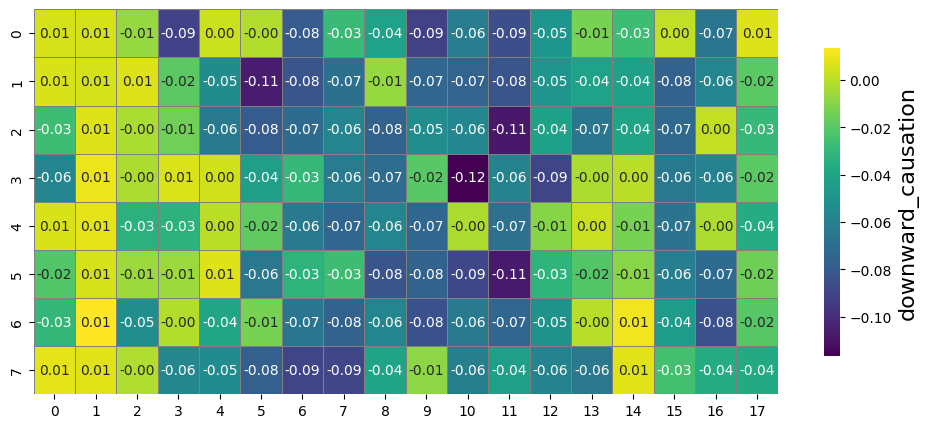 0 0.01 0.01 -0.01 -0.09 0.00 -0.00 -0.08 -0.03 -0.04 -0.09 -0.06 -0.09 -0.05 -0.01 -0.03 0.00 -0.07 0.01
1 0.01 0.01 0.01 -0.02 -0.05 -0.11 -0.08 -0.07 -0.01 -0.07 -0.07 -0.08 -0.05 -0.04 -0.04 -0.08 -0.06 -0.02
2 -0.03 0.01 -0.00 -0.01 -0.06 -0.08 -0.07 -0.06 -0.08 -0.05 -0.06 -0.11 -0.04 -0.07 -0.04 -0.07 0.00 -0.03
3 -0.06 0.01 -0.00 0.01 0.00 -0.04 -0.03 -0.06 -0.07 -0.02 -0.12 -0.06 -0.09 -0.00 0.00 -0.06 -0.06 -0.02
4 0.01 0.01 -0.03 -0.03 0.00 -0.02 -0.06 -0.07 -0.06 -0.07 -0.00 -0.07 -0.01 0.00 -0.01 -0.07 -0.00 -0.04
5 -0.02 0.01 -0.01 -0.01 0.01 -0.06 -0.03 -0.03 -0.08 -0.08 -0.09 -0.11 -0.03 -0.02 -0.01 -0.06 -0.07 -0.02
6 -0.03 0.01 -0.05 -0.00 -0.04 -0.01 -0.07 -0.08 -0.06 -0.08 -0.06 -0.07 -0.05 -0.00 0.01 -0.04 -0.08 -0.02
7 0.01 0.01 -0.00 -0.06 -0.05 -0.08 -0.09 -0.09 -0.04 -0.01 -0.06 -0.04 -0.06 -0.06 0.01 -0.03 -0.04 -0.04
0 1 2 3 4 5 6 7 8 9 10 11 12 13 14 15 16 17
0.00
−0.02
−0.04
−0.06
−0.08
−0.10
downward_causation